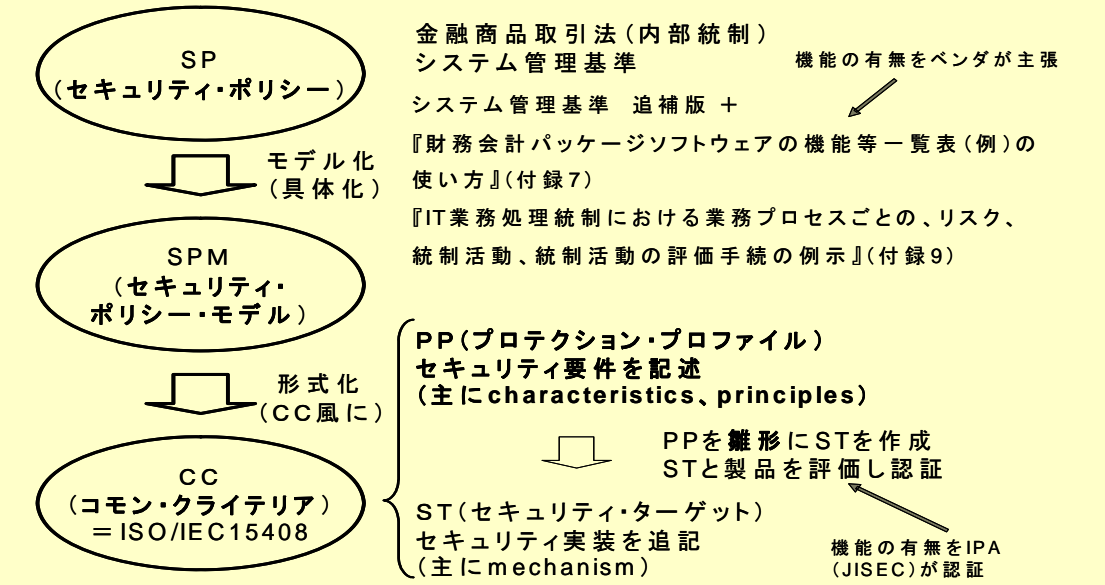 SP
(セキュリティ・ポリシー)
金融商品取引法(内部統制)
システム管理基準
機能の有無をベンダが主張
システム管理基準 追補版 +
『財務会計パッケージソフトウェアの機能等一覧表(例)の
使い方』(付録7)
『IT業務処理統制における業務プロセスごとの、リスク、
統制活動、統制活動の評価手続の例示』(付録9)
モデル化
(具体化)
SPM
(セキュリティ・
ポリシー・モデル)
形式化
(CC風に)
CC
(コモン・クライテリア)
=ISO/IEC15408
PP(プロテクション・プロファイル)
セキュリティ要件を記述
(主にcharacteristics、principles)
PPを雛形にSTを作成
STと製品を評価し認証
ST(セキュリティ・ターゲット)
セキュリティ実装を追記
(主にmechanism)
機能の有無をIPA
(JISEC)が認証